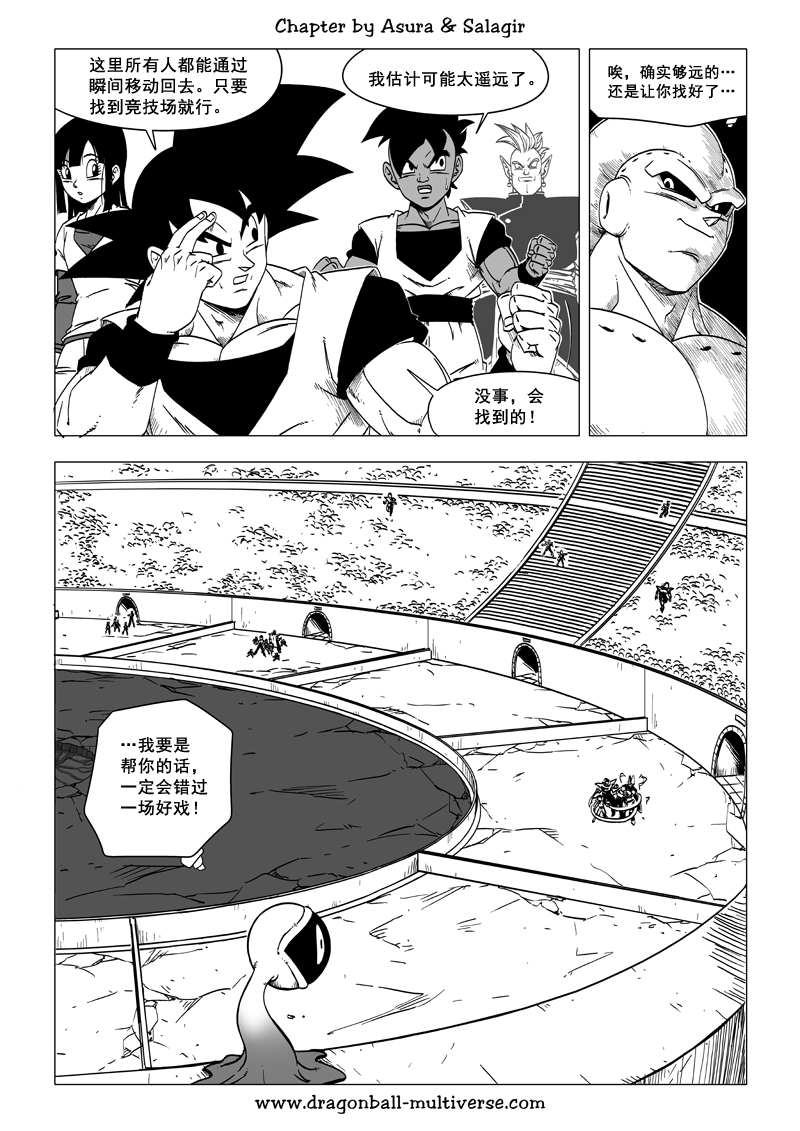 Chapter by Asura & Salagir
这里所有人都能通过
瞬间移动回去。只要
找到竞技场就行。
我估计可能太遥远了。
没事，会
找到的！
唉，确实够远的…
还是让你找好了…
…我要是
帮你的话，
一定会错过
一场好戏！
www.dragonball-multiverse.com